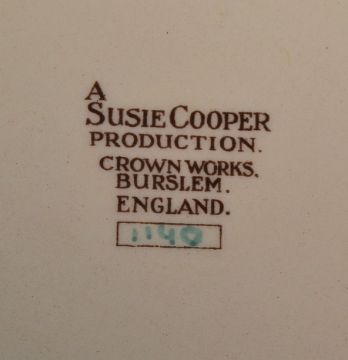 A
SUSIE COOPER
PRODUCTION.
CROWN WORKS.
BURSLEM.
ENGLAND.
1140